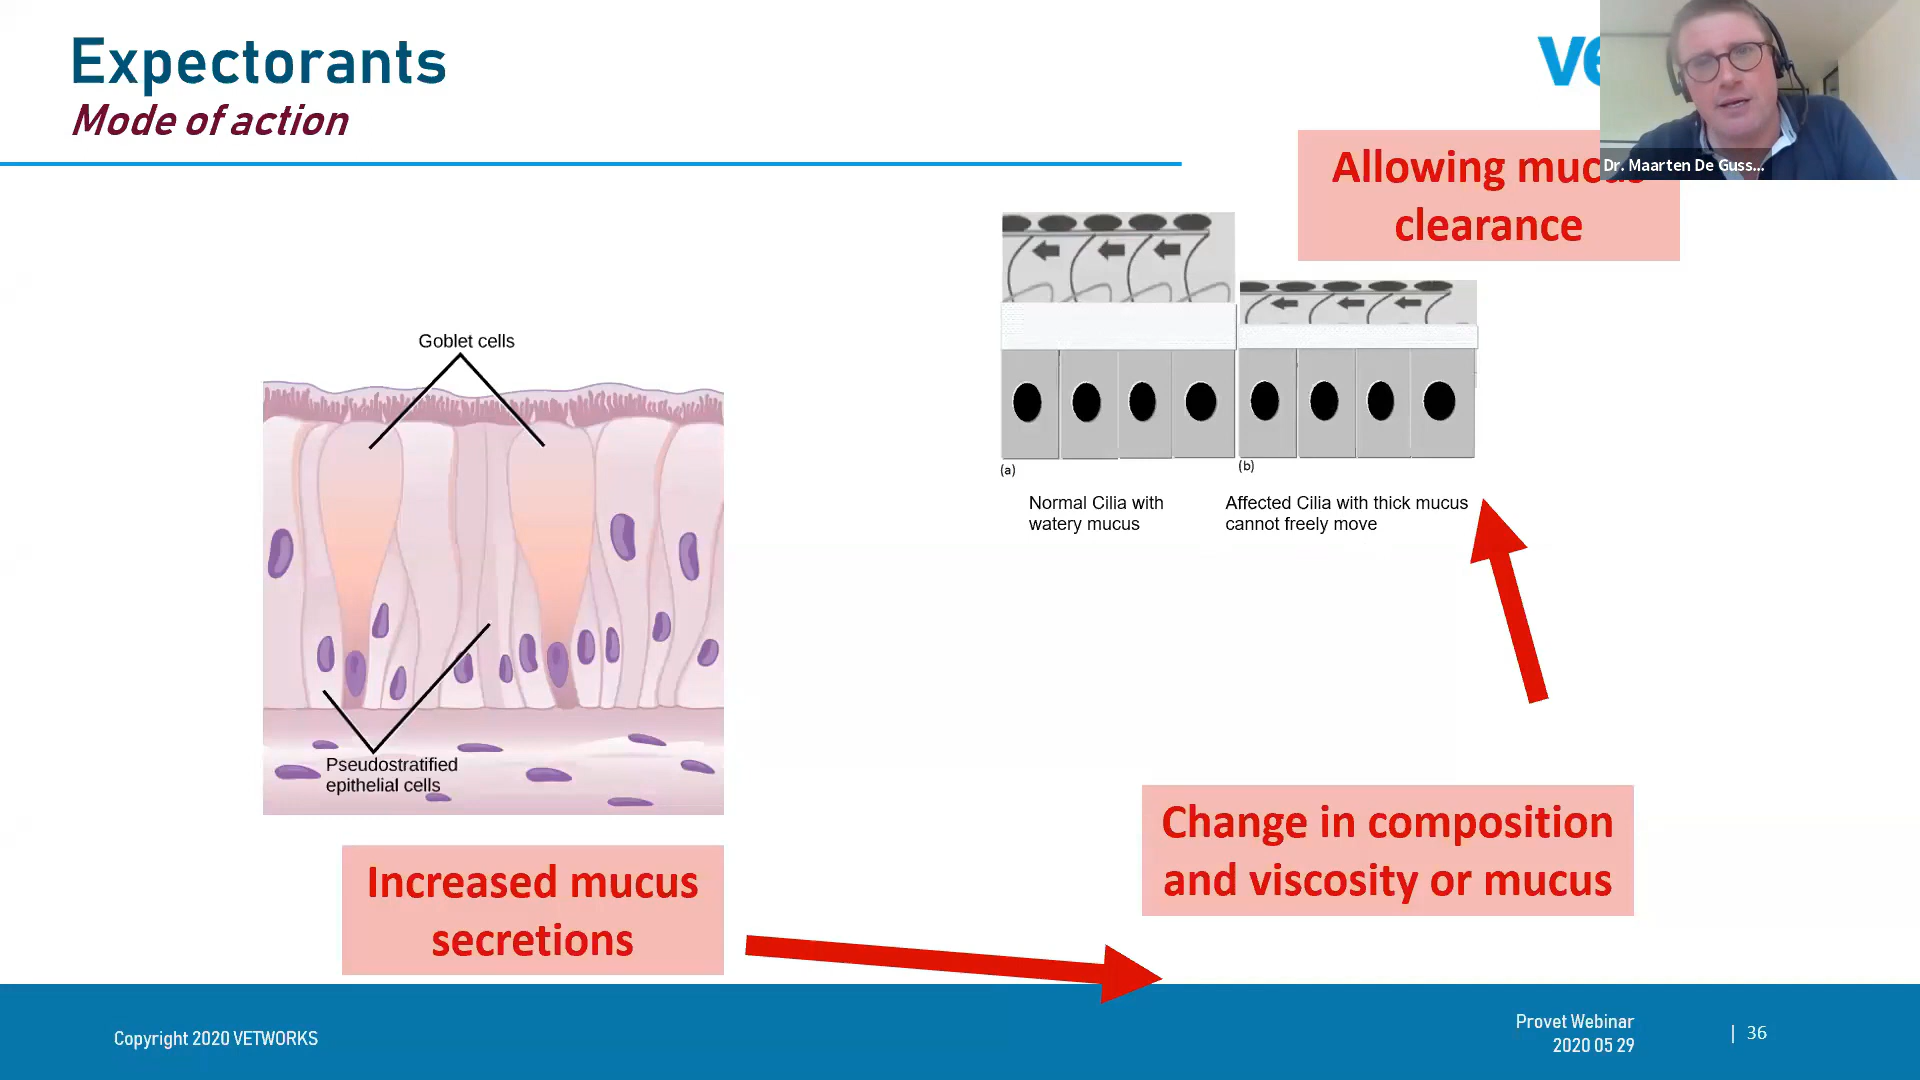 Expectorants
Mode of action
Dr. Maarten De Guss...
Allowing
clearance
Goblet cells
(a)
(b)
Normal Cilia with
watery mucus
Affected Cilia with thick mucus
cannot freely move
Pseudostratified
epithelial cells
Change in composition
and viscosity or mucus
Increased mucus
secretions
Copyright 2020 VETWORKS
Provet Webinar
2020 05 29
| 36